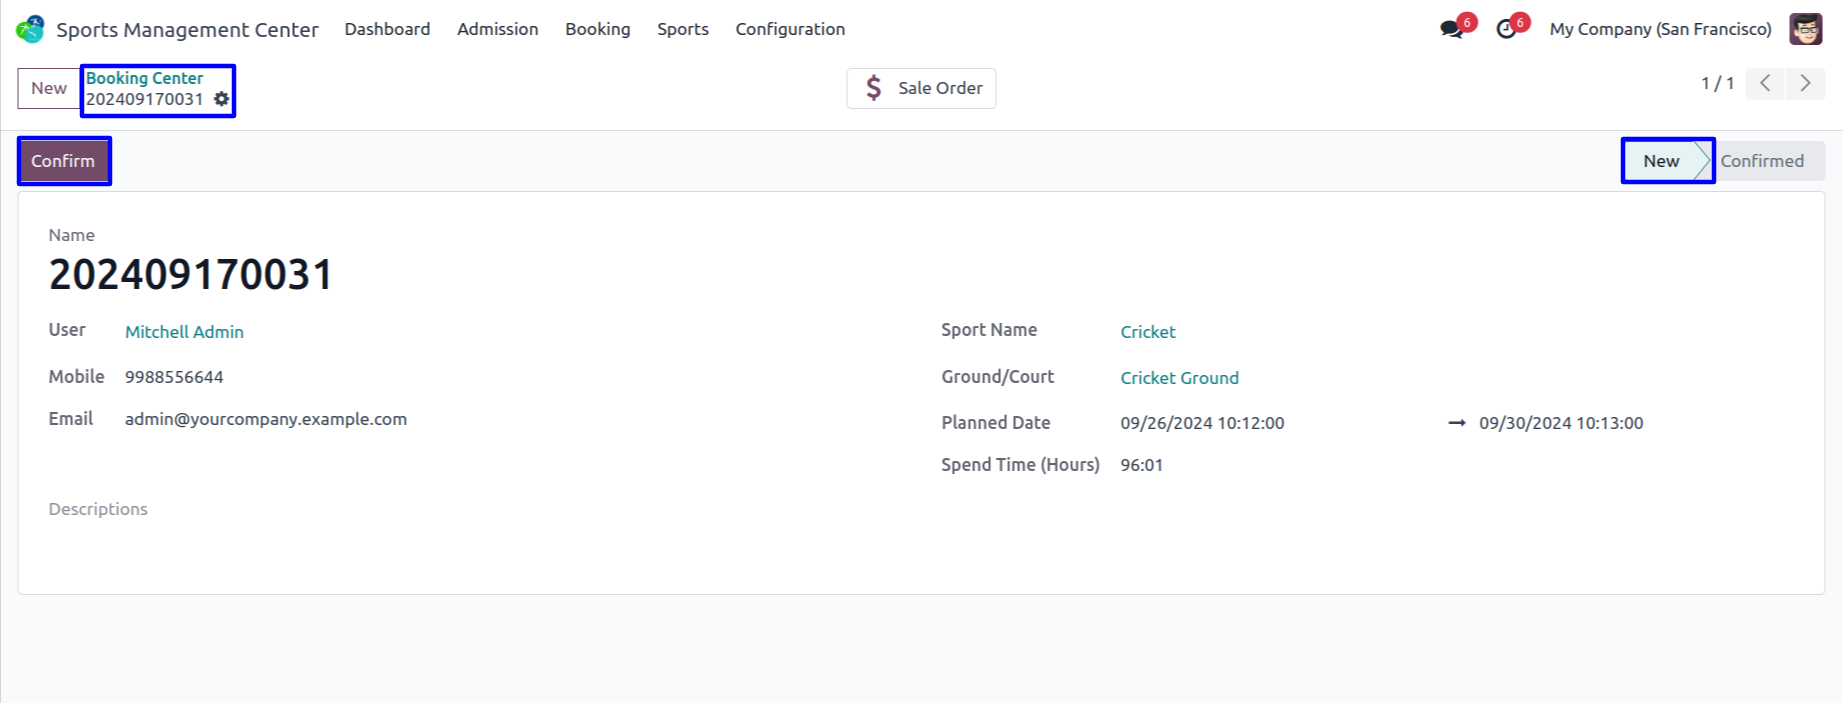 Sports Management Center Dashboard Admission Booking Sports Configuration 6 6 My Company (San Francisco)
New Booking Center
202409170031
$ Sale Order
1 / 1
Confirm
New Confirmed
Name
202409170031
User Mitchell Admin
Mobile 9988556644
Email admin@yourcompany.example.com
Sport Name Cricket
Ground/Court Cricket Ground
Planned Date 09/26/2024 10:12:00 → 09/30/2024 10:13:00
Spend Time (Hours) 96:01
Descriptions